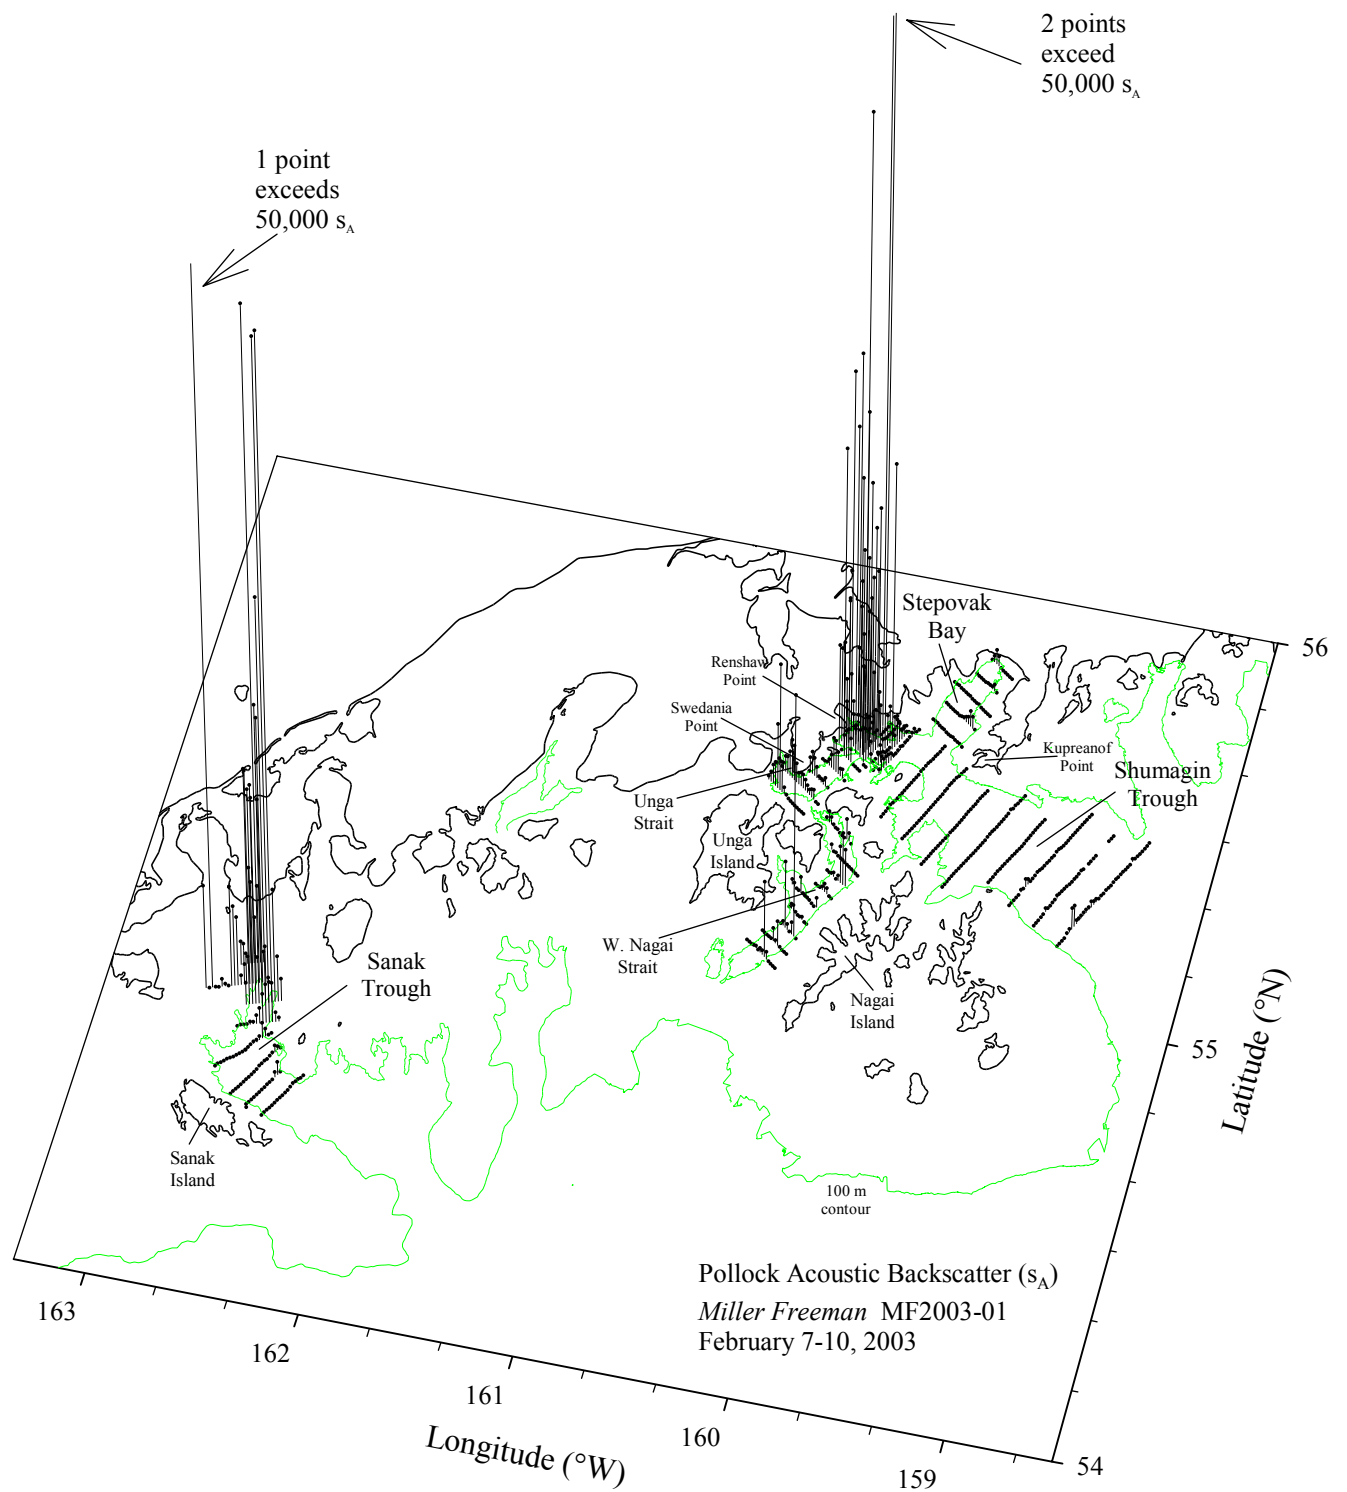 2 points
exceed
50,000 sA
1 point
exceeds
50,000 sA
Stepovak
Bay
56
Renshaw
Point
Swedania
Point
Kupreanof
Point
Shumagin
Trough
Unga
Strait
Unga
Island
W. Nagai
Strait
Sanak
Trough
Nagai
Island
55
Latitude (°N)
Sanak
Island
100 m
contour
Pollock Acoustic Backscatter (sA)
Miller Freeman MF2003-01
February 7-10, 2003
163
162
161
160
159
54
Longitude (°W)